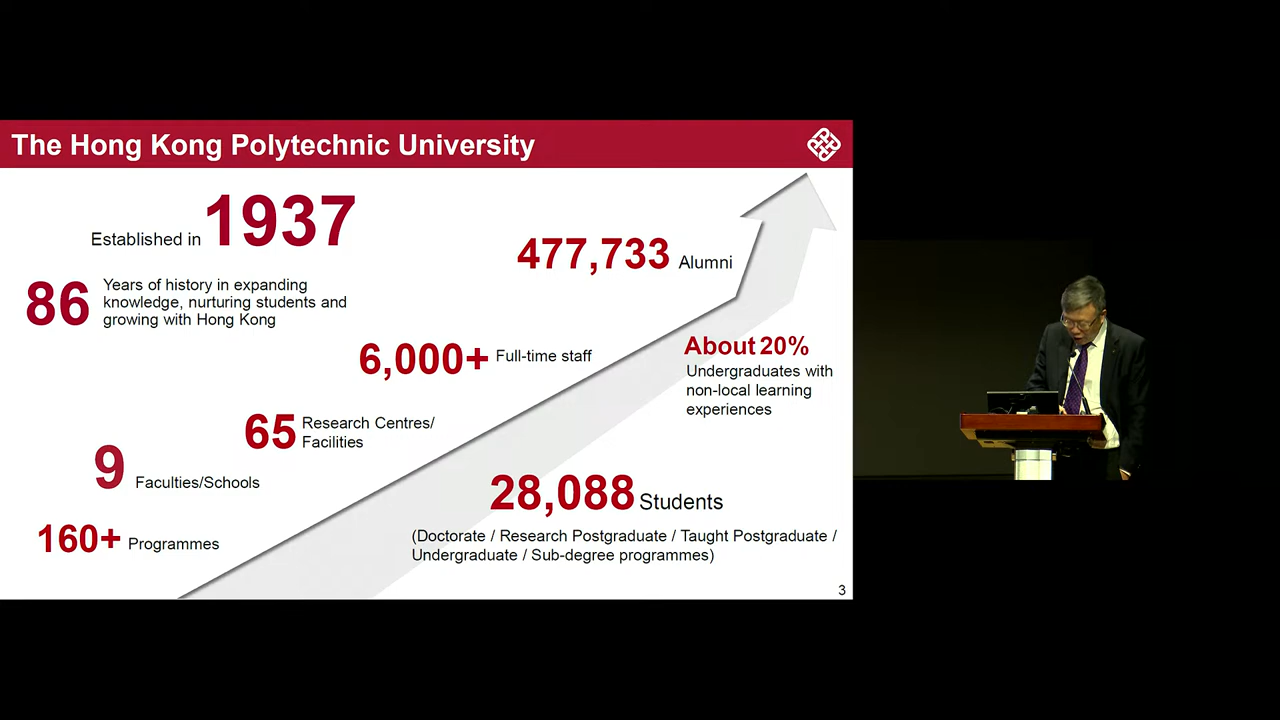 The Hong Kong Polytechnic University
Established in 1937
86 Years of history in expanding
knowledge, nurturing students and
growing with Hong Kong
477,733 Alumni
6,000+ Full-time staff
About 20%
Undergraduates with
non-local learning
experiences
65 Research Centres/
Facilities
9 Faculties/Schools
28,088 Students
(Doctorate / Research Postgraduate / Taught Postgraduate /
Undergraduate / Sub-degree programmes)
160+ Programmes
3